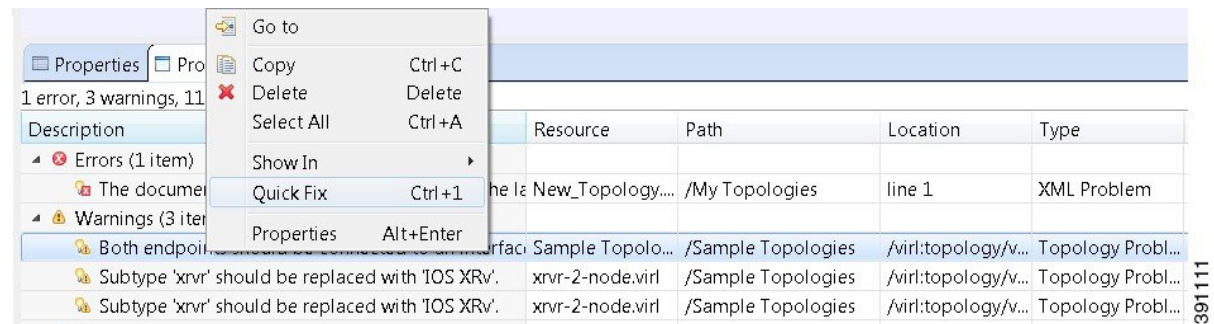 Go to
Properties Pro Copy Ctrl+C
1 error, 3 warnings, 11 Delete Delete
Select All Ctrl+A
Description Resource Path Location Type
Errors (1 item) Show In
The docume he la New_Topology.... /My Topologies line 1 XML Problem
Quick Fix Ctrl+1
Warnings (3 iter
Properties Alt+Enter
Both endpoints should be connected to an interfac Sample Topolo... /Sample Topologies /virl:topology/v... Topology Probl...
Subtype 'xrvr' should be replaced with 'IOS XRv'. xrvr-2-node.virl /Sample Topologies /virl:topology/v... Topology Probl...
Subtype 'xrvr' should be replaced with 'IOS XRv'. xrvr-2-node.virl /Sample Topologies /virl:topology/v... Topology Probl...
391111